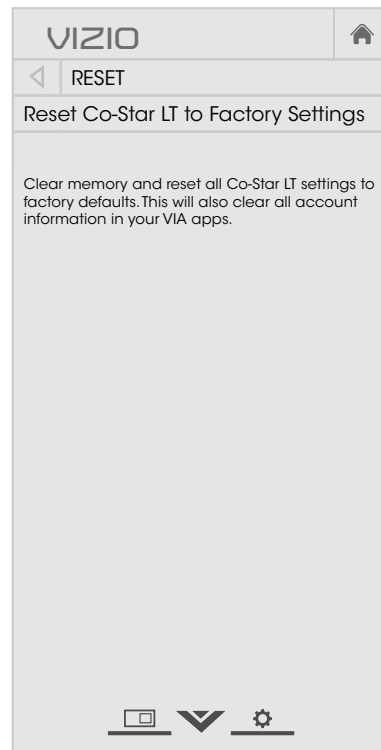 VIZIO
RESET
Reset Co-Star LT to Factory Settings
Clear memory and reset all Co-Star LT settings to
factory defaults. This will also clear all account
information in your VIA apps.